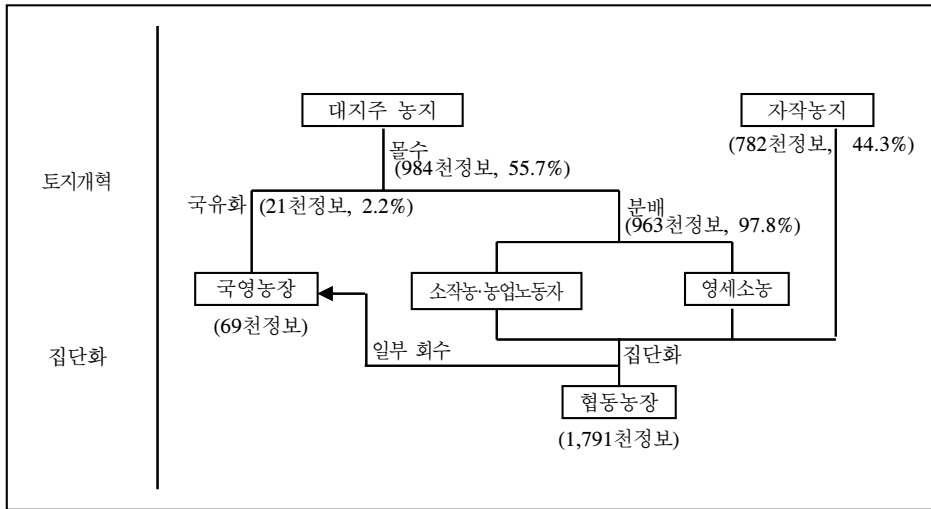 대지주 농지
자작농지
몰수
(984천정보, 55.7%)
(782천정보, 44.3%)
토지개혁
국유화
(21천정보, 2.2%)
분배
(963천정보, 97.8%)
국영농장
소작농·농업노동자
영세소농
(69천정보)
집단화
일부 회수
집단화
협동농장
(1,791천정보)